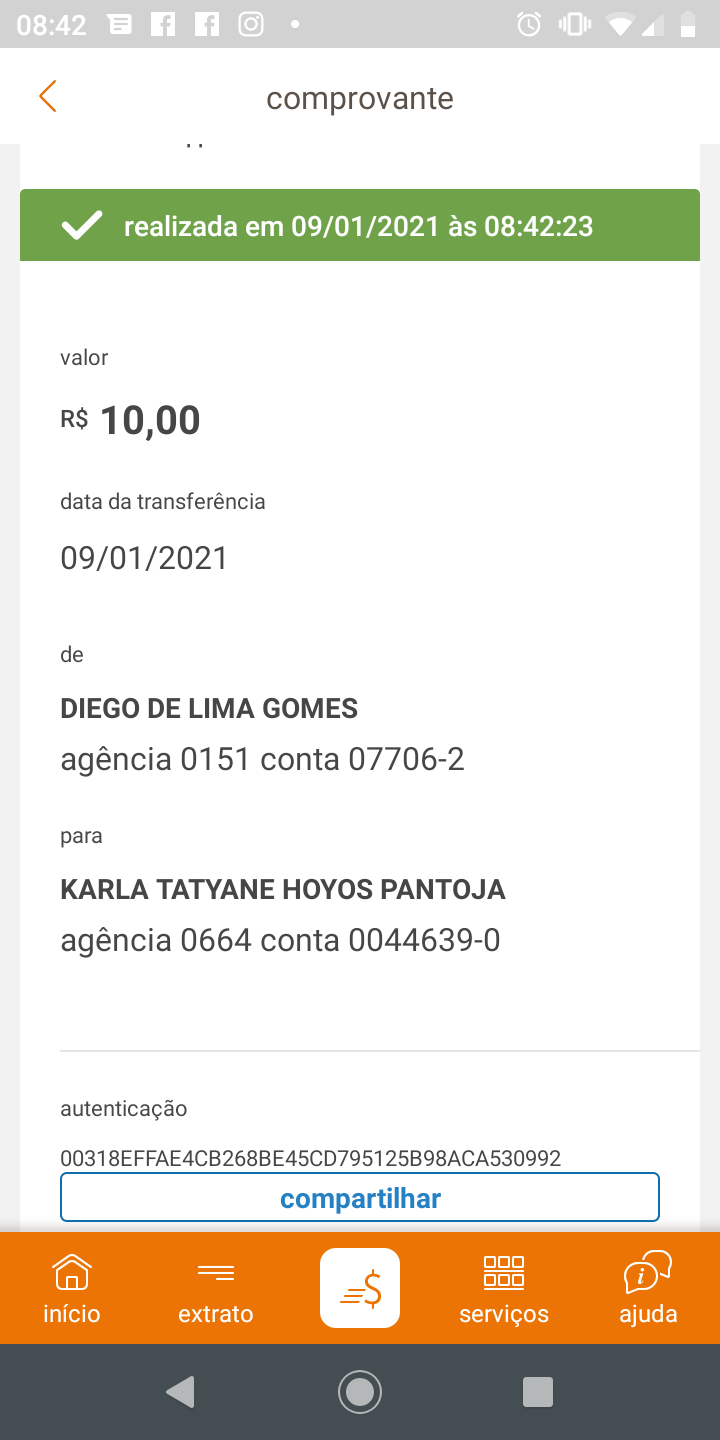 08:42
comprovante
realizada em 09/01/2021 às 08:42:23
valor
R$ 10,00
data da transferência
09/01/2021
de
DIEGO DE LIMA GOMES
agência 0151 conta 07706-2
para
KARLA TATYANE HOYOS PANTOJA
agência 0664 conta 0044639-0
autenticação
00318EFFAE4CB268BE45CD795125B98ACA530992
compartilhar
início extrato serviços ajuda